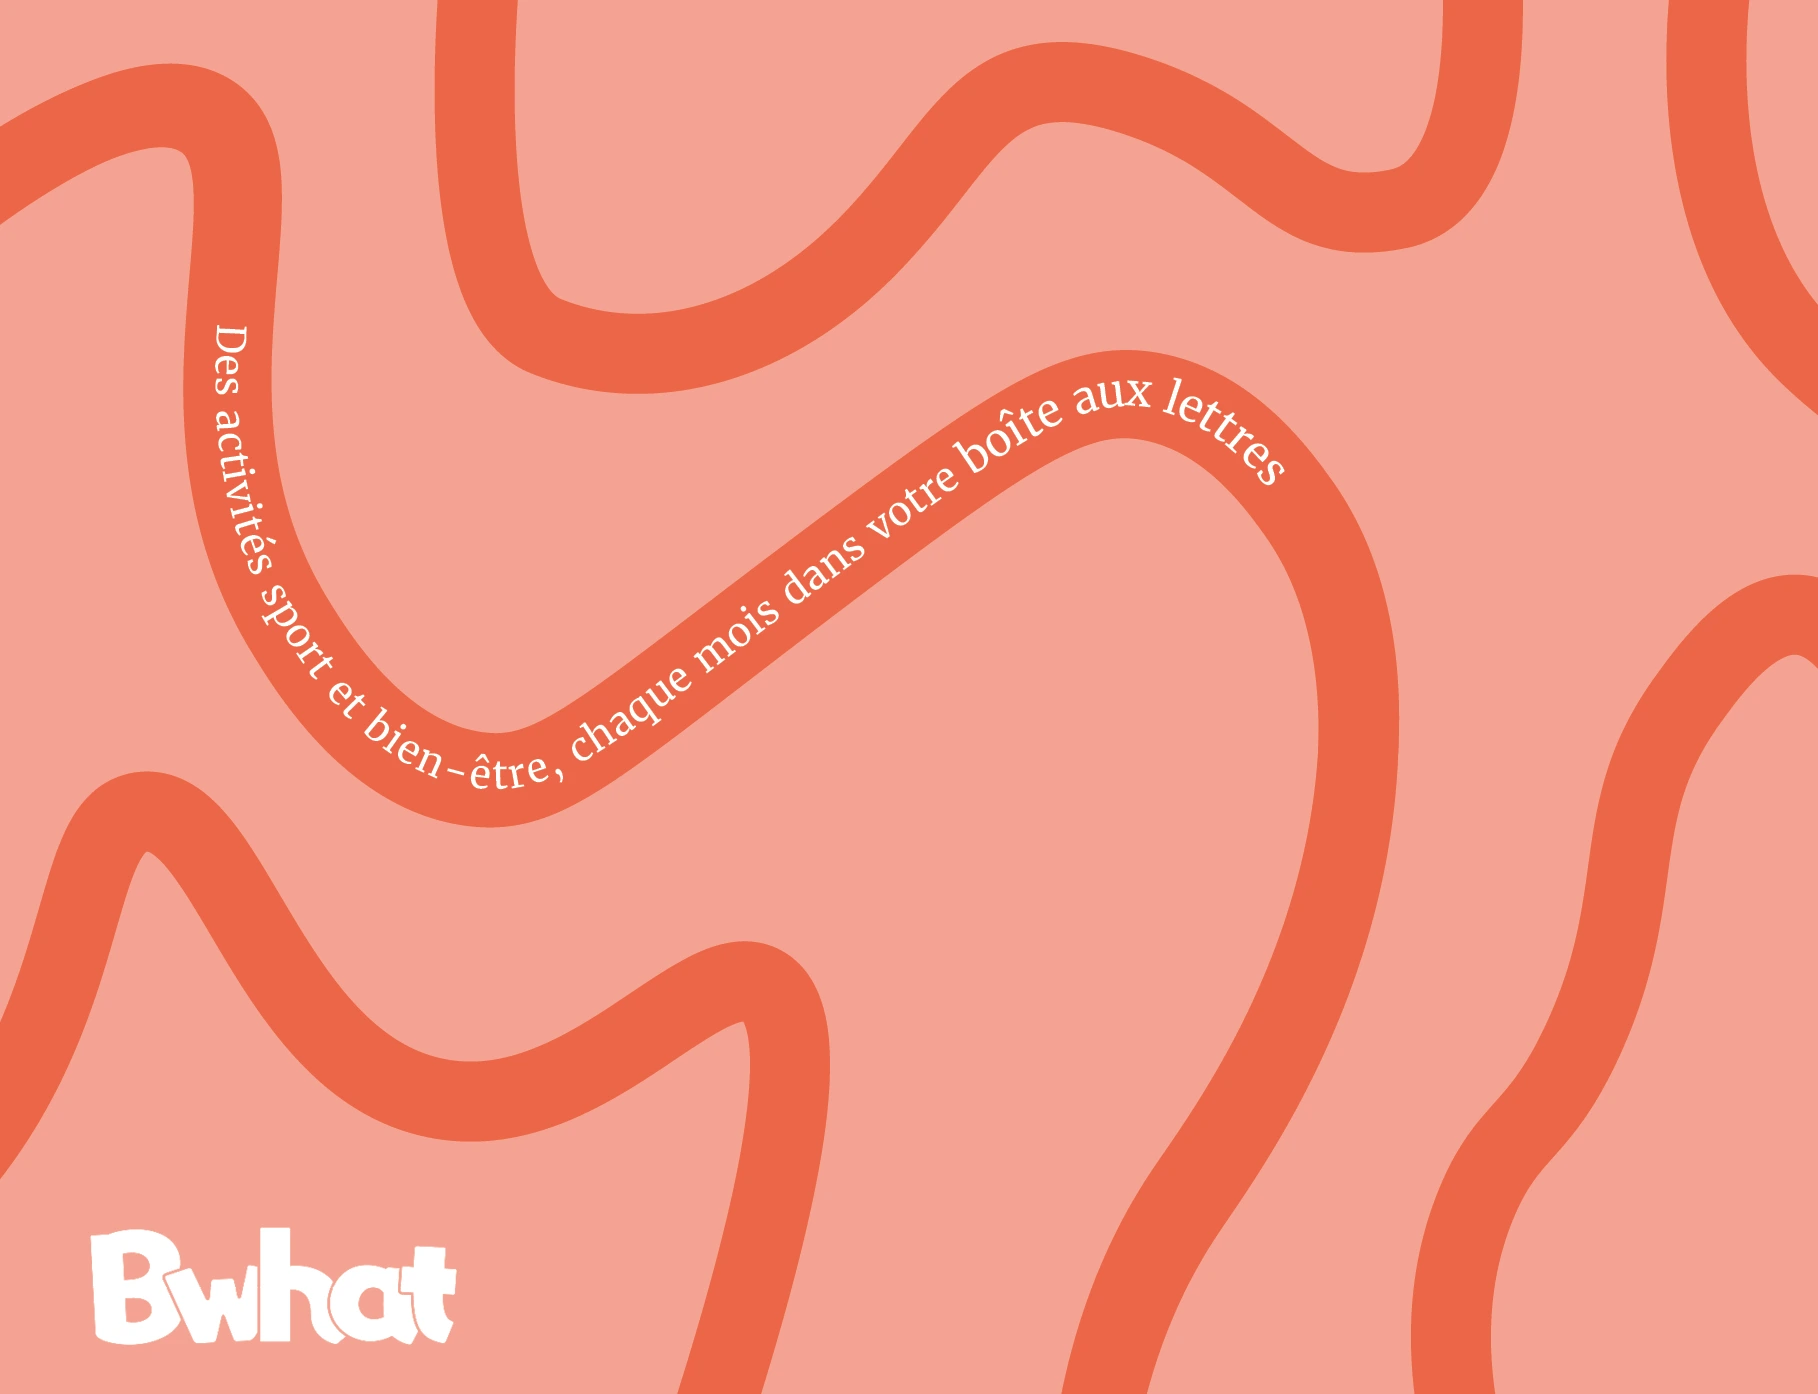 Des activités sport et bien-être, chaque mois dans votre boîte aux lettres
Bwhat